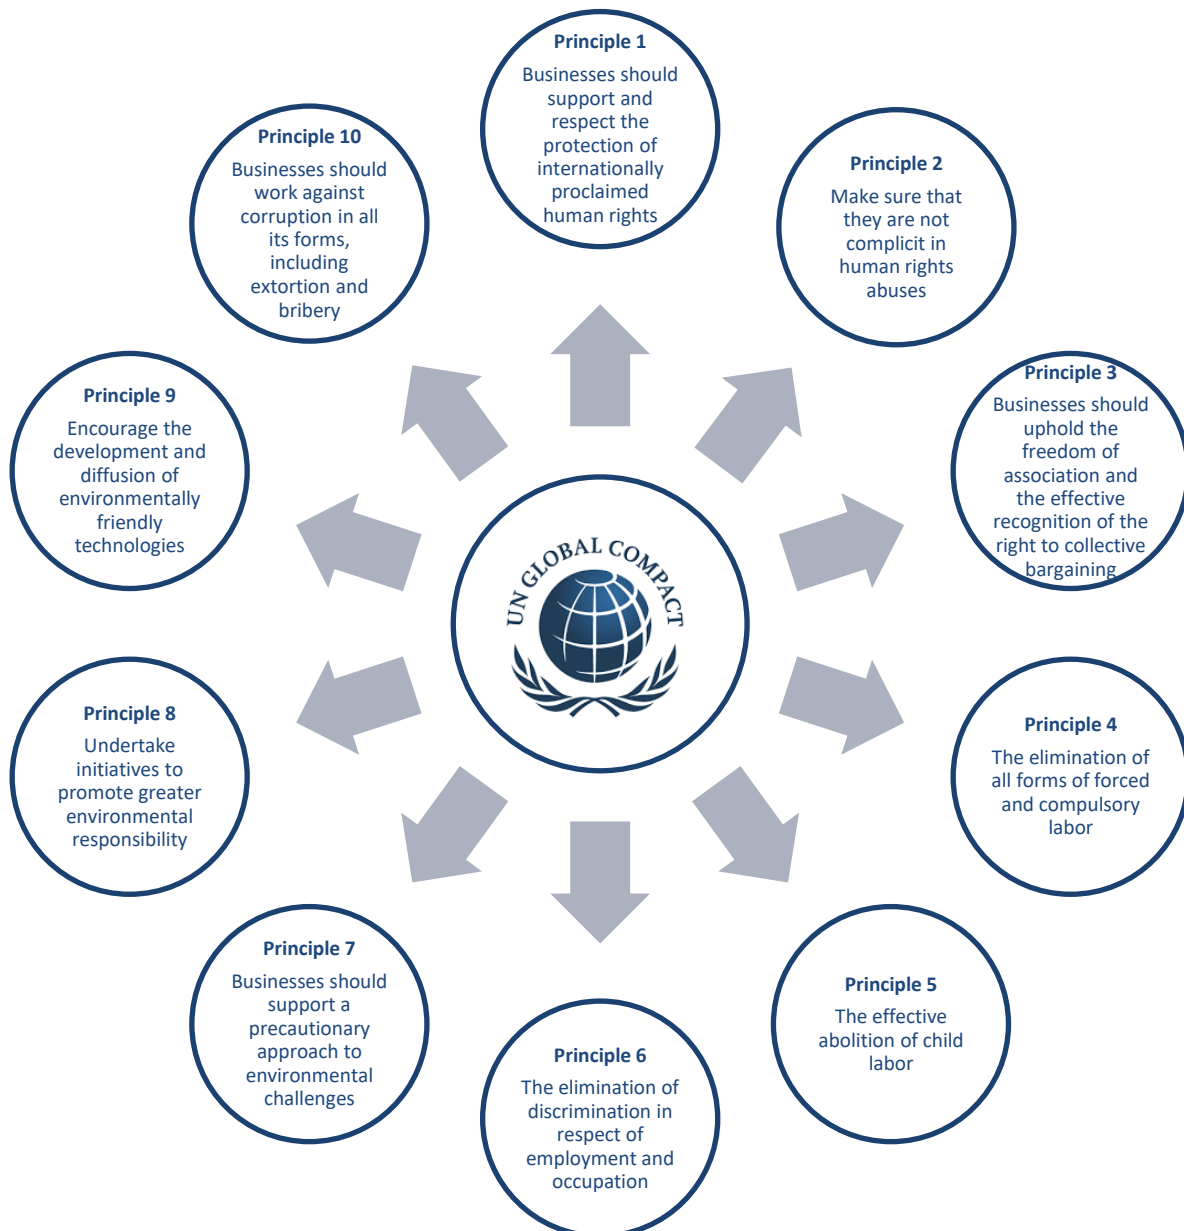 Principle 1
Businesses should
support and
respect the
protection of
internationally
proclaimed
human rights
Principle 2
Make sure that
they are not
complicit in
human rights
abuses
Principle 3
Businesses should
uphold the
freedom of
association and
the effective
recognition of the
right to collective
bargaining
Principle 4
The elimination of
all forms of forced
and compulsory
labor
Principle 5
The effective
abolition of child
labor
Principle 6
The elimination of
discrimination in
respect of
employment and
occupation
Principle 7
Businesses should
support a
precautionary
approach to
environmental
challenges
Principle 8
Undertake
initiatives to
promote greater
environmental
responsibility
Principle 9
Encourage the
development and
diffusion of
environmentally
friendly
technologies
Principle 10
Businesses should
work against
corruption in all
its forms,
including
extortion and
bribery
UN GLOBAL COMPACT